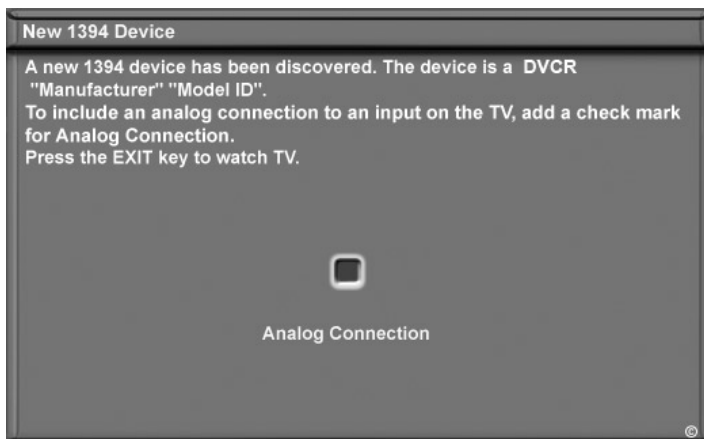 New 1394 Device
A new 1394 device has been discovered. The device is a DVCR
"Manufacturer" "Model ID".
To include an analog connection to an input on the TV, add a check mark
for Analog Connection.
Press the EXIT key to watch TV.
Analog Connection
©